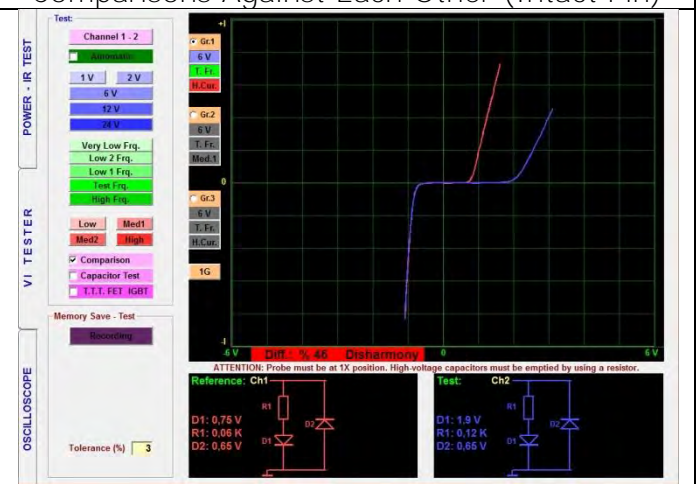 Comparisons Against Each Other (Intact Pin)
POWER - IR TEST
VI TESTER
OSCILLOSCOPE
Test:
Channel 1 - 2
Automatic
1 V 2 V
6 V
12 V
24 V
Very Low Frq.
Low 2 Frq.
Low 1 Frq.
Test Frq.
High Frq.
Low Med1
Med2 High
Comparison
Capacitor Test
T.T.T. FET IGBT
Memory Save - Test
Recording
Tolerance (%) 3
Gr.1
6 V
T. Fr.
H.Cur.
Gr.2
6 V
T. Fr.
Med.1
Gr.3
6 V
T. Fr.
H.Cur.
1G
+I
0
-I
-6 V Diff.: % 46 Disharmony 0 6 V
ATTENTION: Probe must be at 1X position. High-voltage capacitors must be emptied by using a resistor.
Reference: Ch1
R1
D1
D2
D1: 0,75 V
R1: 0,06 K
D2: 0,65 V
Test: Ch2
R1
D1
D2
D1: 1,9 V
R1: 0,12 K
D2: 0,65 V